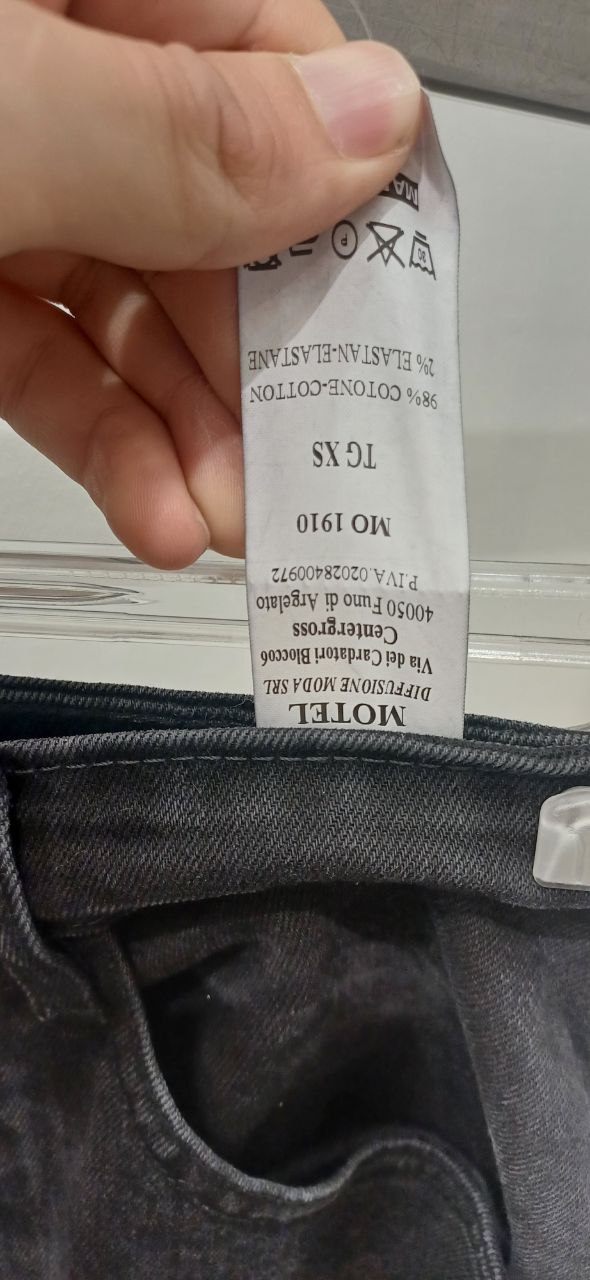 MOTEL
DIFFUSIONE MODA SRL
Via dei Cardatori Blocco6
Centergross
40050 Funo di Argelato
P.IVA.02028400972
MO 1910
TG XS
98% COTONE-COTTON
2% ELASTAN-ELASTANE
P